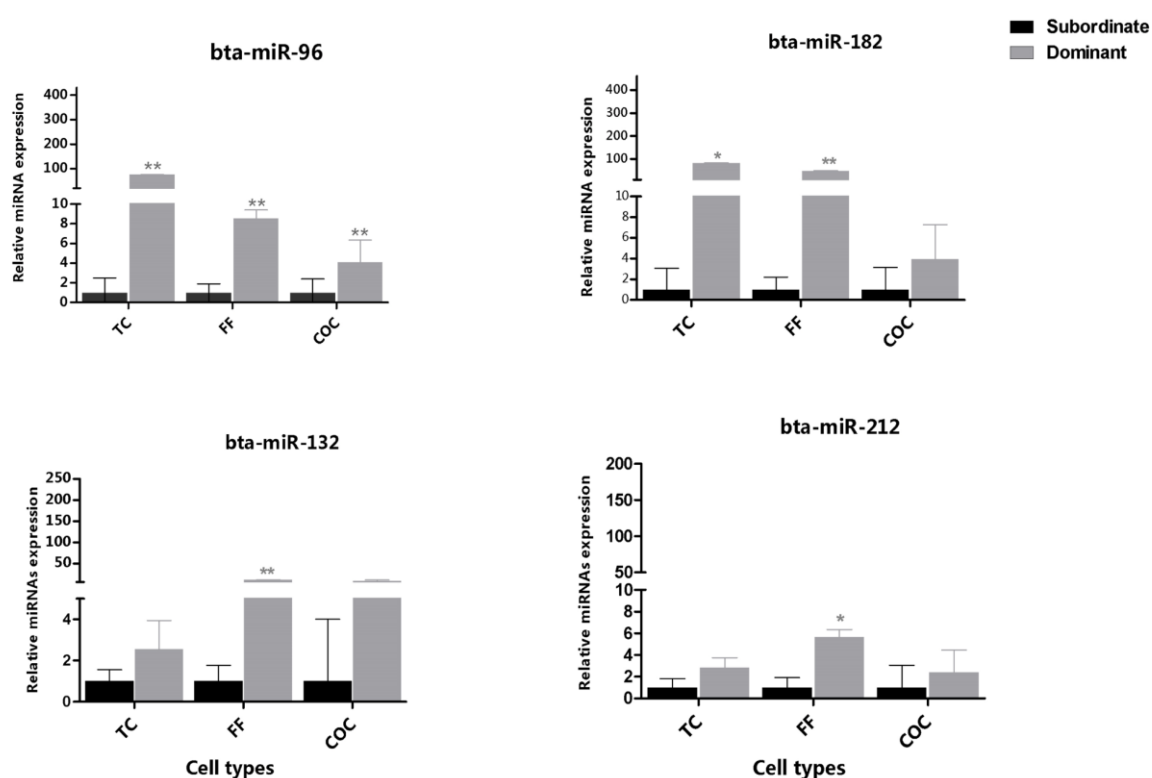 Subordinate
Dominant
bta-miR-96
Relative miRNA expression
400
300
200
100
10
8
6
4
2
0
**
**
**
TC
FF
COC
bta-miR-182
Relative miRNA expression
400
300
200
100
10
8
6
4
2
0
*
**
TC
FF
COC
bta-miR-132
Relative miRNAs expression
250
200
150
100
50
4
2
0
**
TC
FF
COC
Cell types
bta-miR-212
Relative miRNAs expression
200
150
100
50
10
8
6
4
2
0
*
TC
FF
COC
Cell types